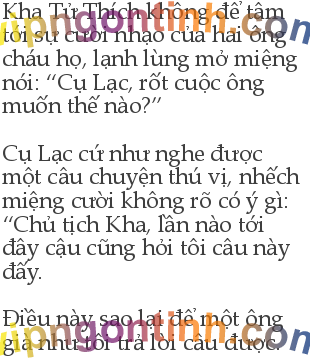 Kha Tử Thích không để tâm
tới sự cười nhạo của hai ông
cháu họ, lạnh lùng mở miệng
nói: “Cụ Lạc, rốt cuộc ông
muốn thế nào?”

Cụ Lạc cứ như nghe được
một câu chuyện thú vị, nhếch
miệng cười không rõ có ý gì:
“Chủ tịch Kha, lần nào tới
đây cậu cũng hỏi tôi câu này
đấy.

Điều này sao lại để một ông
già như tôi trả lời cậu được.